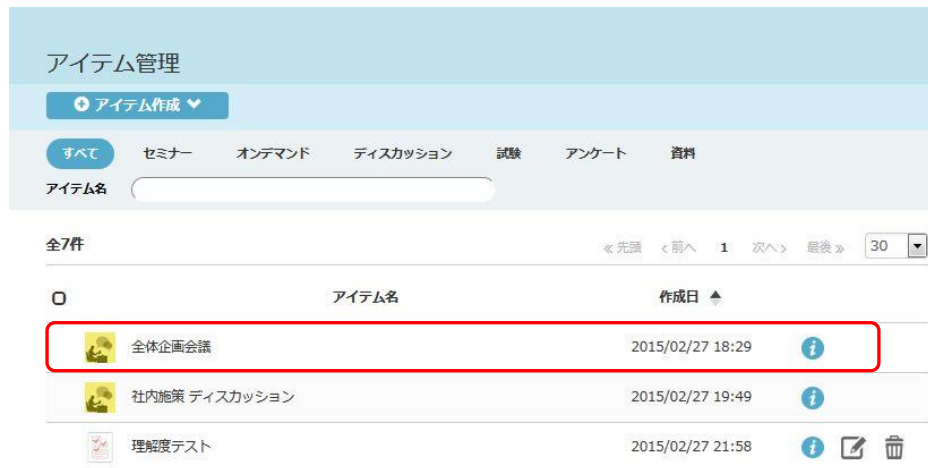 アイテム管理
アイテム作成
すべて セミナー オンデマンド ディスカッション 試験 アンケート 資料
アイテム名
全7件 «先頭 ‹前へ 1 次へ› 最後» 30
アイテム名 作成日
全体企画会議 2015/02/27 18:29
社内施策 ディスカッション 2015/02/27 19:49
理解度テスト 2015/02/27 21:58